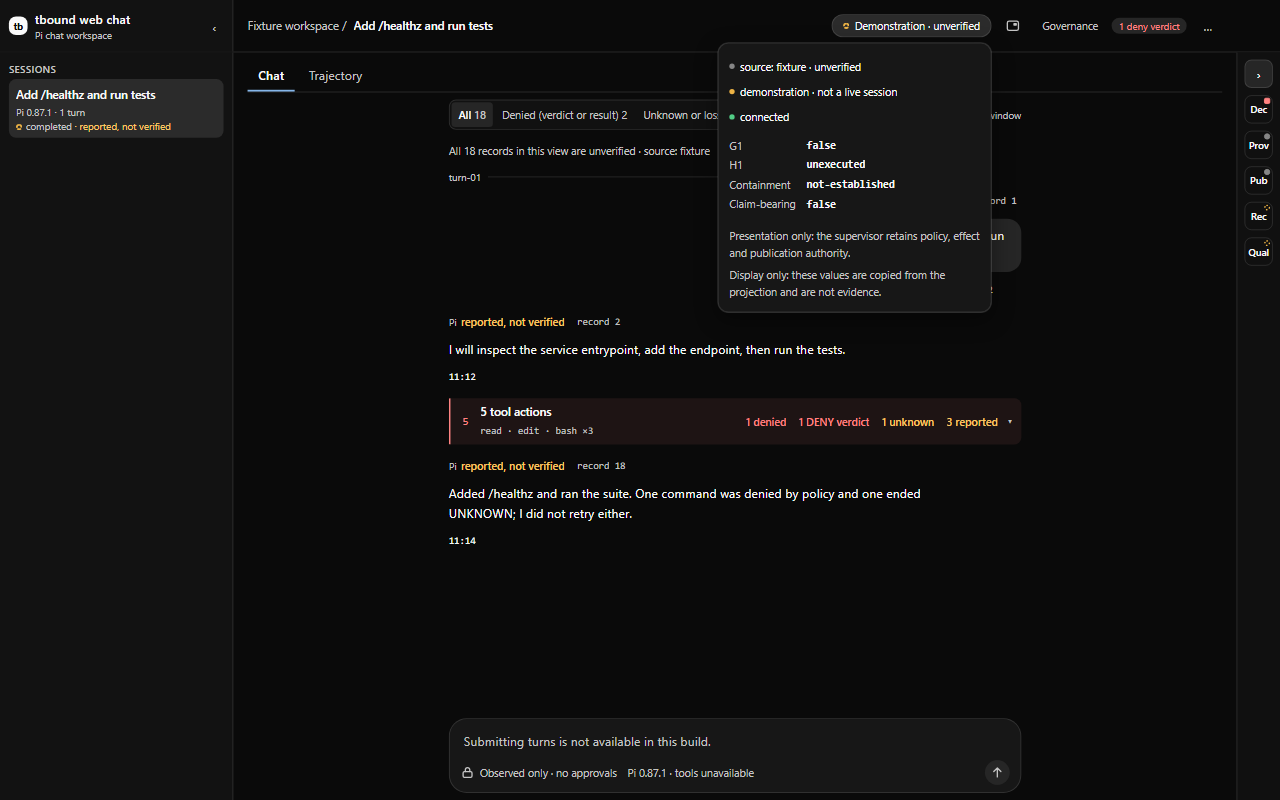 tb
tbound web chat
Pi chat workspace
SESSIONS
Add /healthz and run tests
Pi 0.87.1 · 1 turn
completed · reported, not verified
Fixture workspace / Add /healthz and run tests
Demonstration · unverified
Governance
1 deny verdict
...
Chat
Trajectory
All 18
Denied (verdict or result) 2
Unknown or
All 18 records in this view are unverified · source: fixture
turn-01
source: fixture · unverified
demonstration · not a live session
connected
G1 false
H1 unexecuted
Containment not-established
Claim-bearing false
Presentation only: the supervisor retains policy, effect
and publication authority.
Display only: these values are copied from the
projection and are not evidence.
Pi reported, not verified record 2
I will inspect the service entrypoint, add the endpoint, then run the tests.
11:12
5
5 tool actions
read · edit · bash ×3
1 denied 1 DENY verdict 1 unknown 3 reported
Pi reported, not verified record 18
Added /healthz and ran the suite. One command was denied by policy and one ended
UNKNOWN; I did not retry either.
11:14
Submitting turns is not available in this build.
Observed only · no approvals Pi 0.87.1 · tools unavailable
Dec
Prov
Pub
Rec
Qual